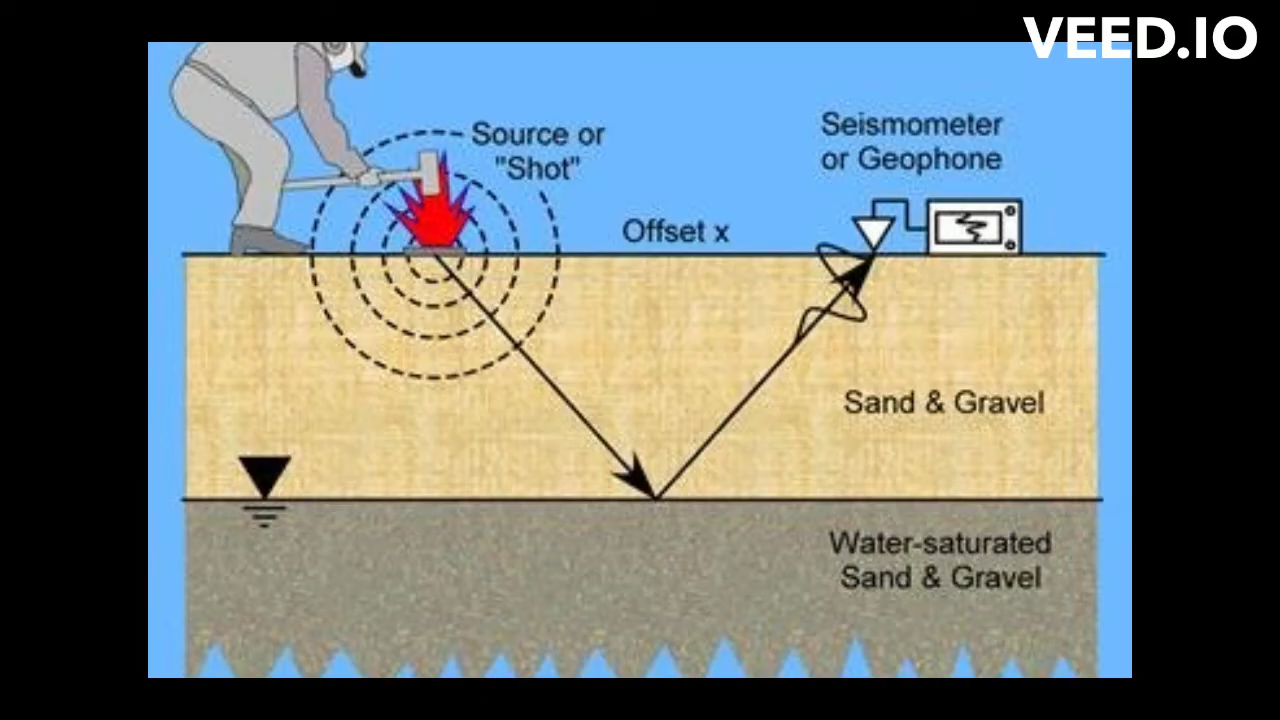 VEED.IO
Source or
"Shot"
Seismometer
or Geophone
Offset x
Sand & Gravel
Water-saturated
Sand & Gravel